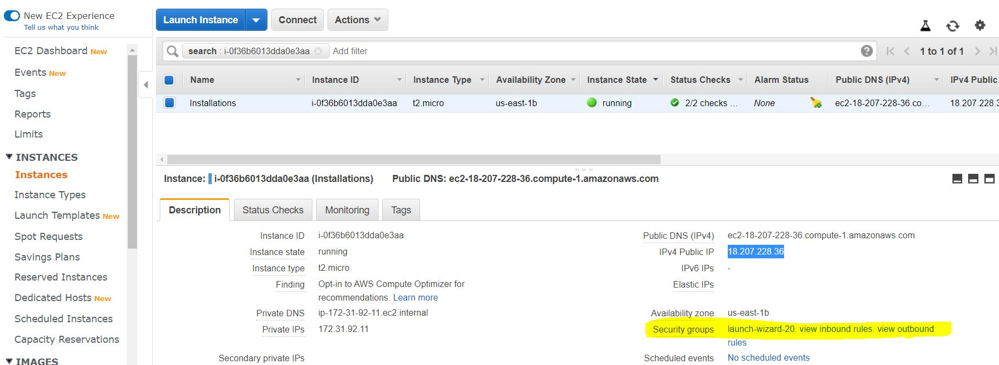 New EC2 Experience
Tell us what you think
EC2 Dashboard New
Events New
Tags
Reports
Limits
INSTANCES
Instances
Instance Types
Launch Templates New
Spot Requests
Savings Plans
Reserved Instances
Dedicated Hosts New
Scheduled Instances
Capacity Reservations
IMAGES
Launch Instance Connect Actions
search : i-0f36b6013dda0e3aa Add filter 1 to 1 of 1
Name Instance ID Instance Type Availability Zone Instance State Status Checks Alarm Status Public DNS (IPv4) IPv4 Public
Installations i-0f36b6013dda0e3aa t2.micro us-east-1b running 2/2 checks ... None ec2-18-207-228-36.co... 18.207.228.3
Instance: i-0f36b6013dda0e3aa (Installations) Public DNS: ec2-18-207-228-36.compute-1.amazonaws.com
Description Status Checks Monitoring Tags
Instance ID i-0f36b6013dda0e3aa
Instance state running
Instance type t2.micro
Finding Opt-in to AWS Compute Optimizer for
recommendations. Learn more
Private DNS ip-172-31-92-11.ec2.internal
Private IPs 172.31.92.11
Secondary private IPs
Public DNS (IPv4) ec2-18-207-228-36.compute-1.amazonaws.com
IPv4 Public IP 18.207.228.36
IPv6 IPs -
Elastic IPs
Availability zone us-east-1b
Security groups launch-wizard-20. view inbound rules. view outbound
rules
Scheduled events No scheduled events